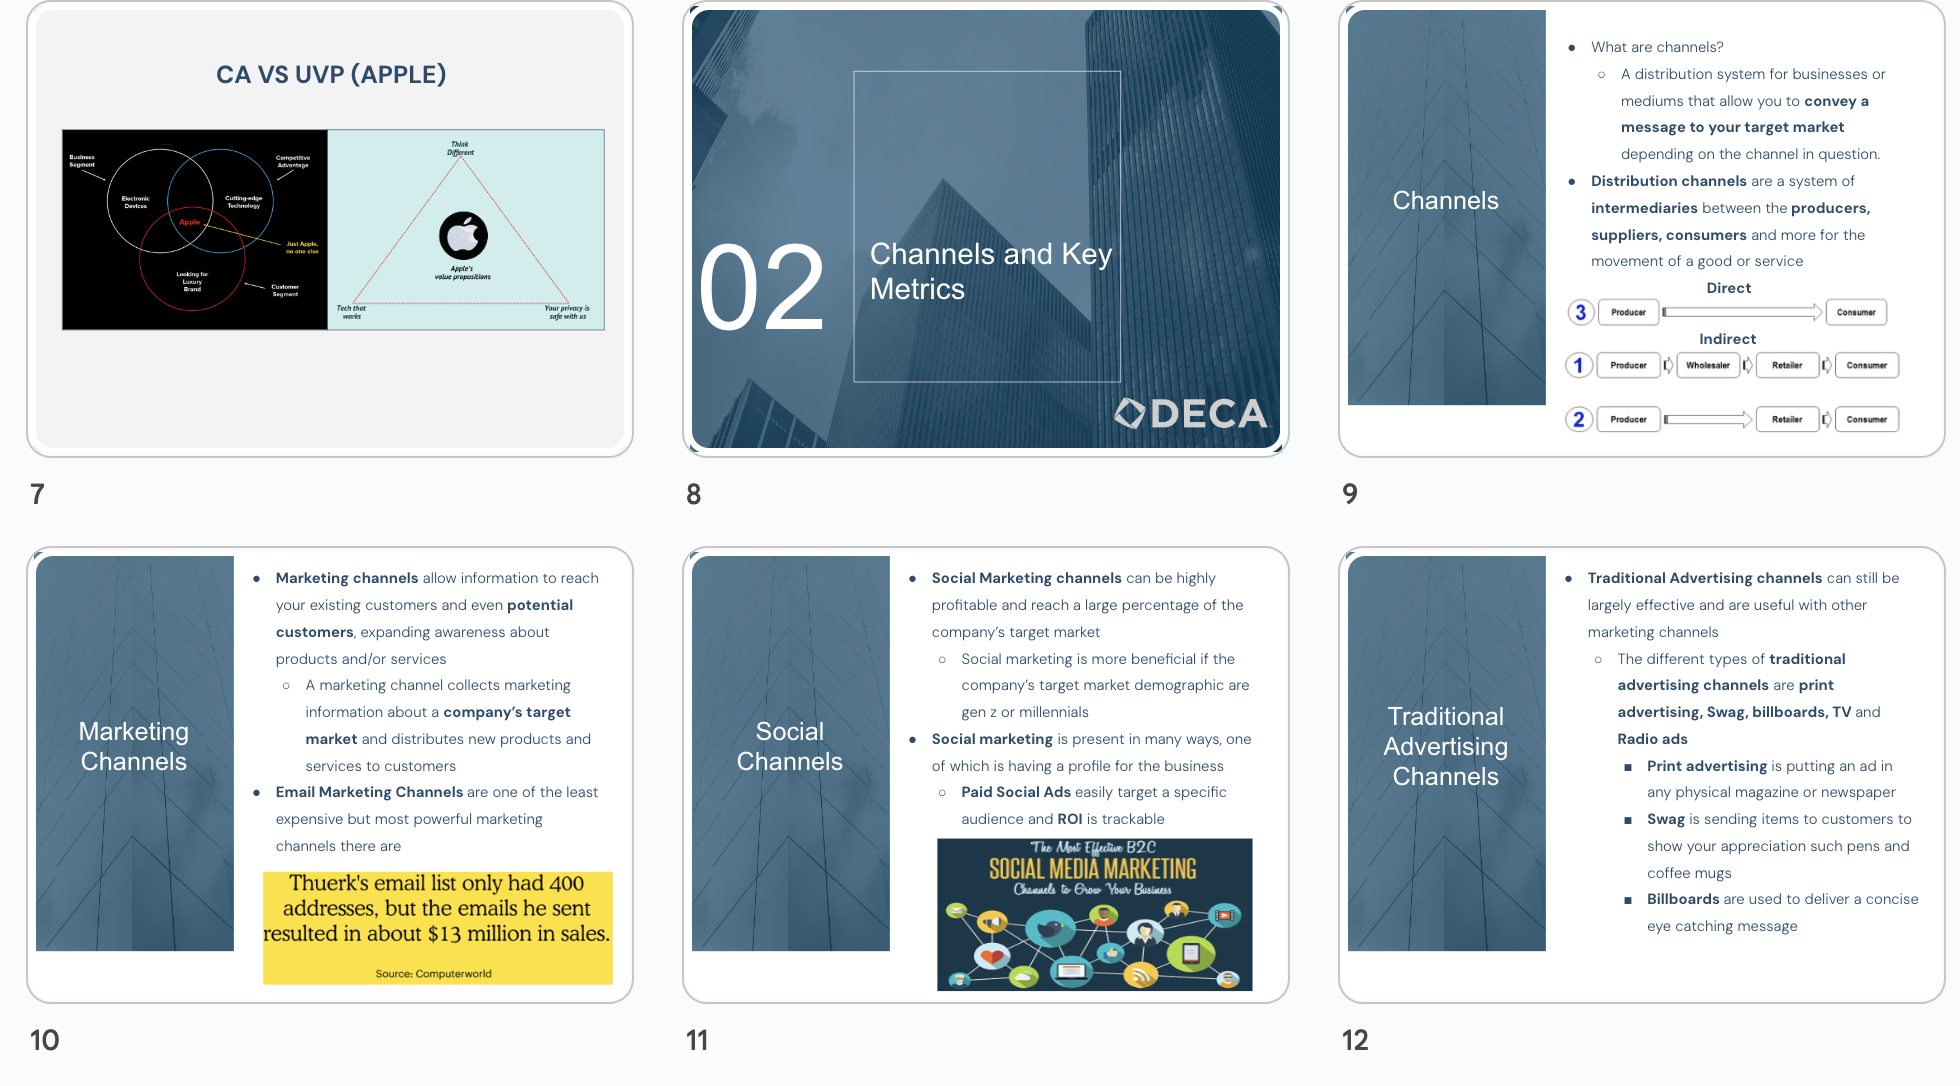 CA VS UVP (APPLE)
Business
Segment
Competitive
Advantage
Electronic
Devices
Cutting-edge
Technology
Apple
Just Apple,
no one else
Looking for
Luxury
Brand
Customer
Segment
Think
Different
Apple's
value propositions
Tech that
works
Your privacy is
safe with us
7
02
Channels and Key
Metrics
DECA
8
Channels
● What are channels?
○ A distribution system for businesses or
mediums that allow you to convey a
message to your target market
depending on the channel in question.
● Distribution channels are a system of
intermediaries between the producers,
suppliers, consumers and more for the
movement of a good or service
Direct
3 Producer Consumer
Indirect
1 Producer Wholesaler Retailer Consumer
2 Producer Retailer Consumer
9
Marketing
Channels
● Marketing channels allow information to reach
your existing customers and even potential
customers, expanding awareness about
products and/or services
○ A marketing channel collects marketing
information about a company's target
market and distributes new products and
services to customers
● Email Marketing Channels are one of the least
expensive but most powerful marketing
channels there are
Thuerk's email list only had 400
addresses, but the emails he sent
resulted in about $13 million in sales.
Source: Computerworld
10
Social
Channels
● Social Marketing channels can be highly
profitable and reach a large percentage of the
company's target market
○ Social marketing is more beneficial if the
company's target market demographic are
gen z or millennials
● Social marketing is present in many ways, one
of which is having a profile for the business
○ Paid Social Ads easily target a specific
audience and ROI is trackable
The Most Effective B2C
SOCIAL MEDIA MARKETING
Channels to Grow Your Business
11
Traditional
Advertising
Channels
● Traditional Advertising channels can still be
largely effective and are useful with other
marketing channels
○ The different types of traditional
advertising channels are print
advertising, Swag, billboards, TV and
Radio ads
■ Print advertising is putting an ad in
any physical magazine or newspaper
■ Swag is sending items to customers to
show your appreciation such pens and
coffee mugs
■ Billboards are used to deliver a concise
eye catching message
12